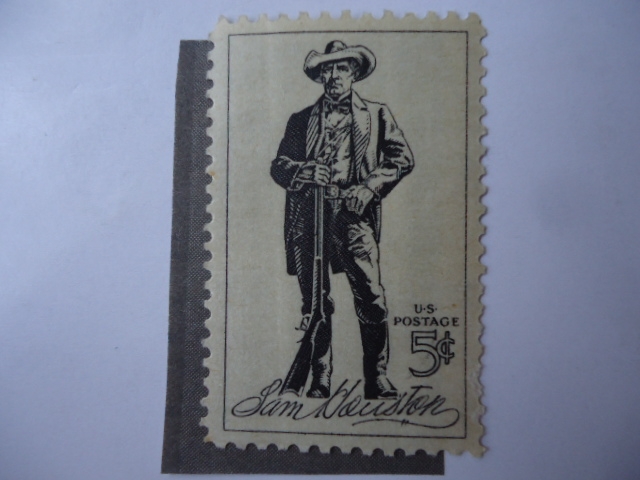 U·S·
POSTAGE
5¢
Sam Houston